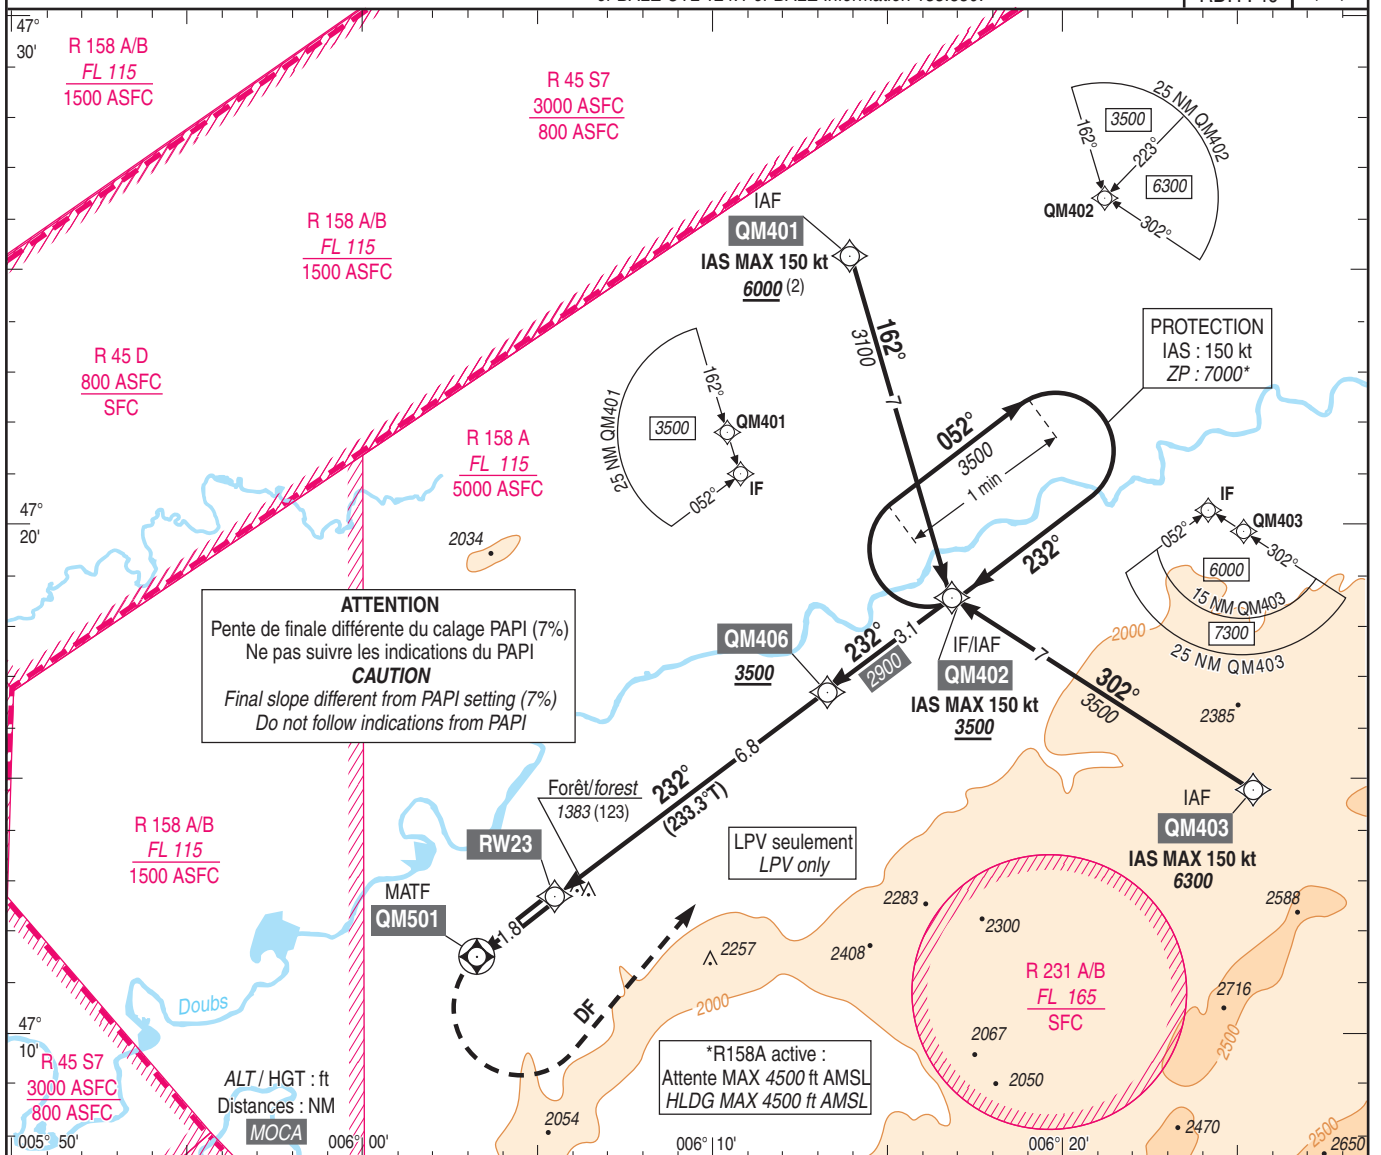 47°
30'
R 158 A/B
FL 115
1500 ASFC
R 45 S7
3000 ASFC
800 ASFC
25 NM QM402
3500
162°
223°
6300
QM402
302°
IAF
QM401
IAS MAX 150 kt
6000 (2)
R 158 A/B
FL 115
1500 ASFC
162°
3100
7
PROTECTION
IAS : 150 kt
ZP : 7000*
R 45 D
800 ASFC
SFC
25 NM QM401
3500
162°
QM401
052°
IF
R 158 A
FL 115
5000 ASFC
052°
3500
1 min
232°
47°
20'
2034
IF
QM403
052°
302°
6000
15 NM QM403
7300
25 NM QM403
2000
ATTENTION
Pente de finale différente du calage PAPI (7%)
Ne pas suivre les indications du PAPI
CAUTION
Final slope different from PAPI setting (7%)
Do not follow indications from PAPI
QM406
3500
232°
3.1
2900
IF/IAF
QM402
IAS MAX 150 kt
3500
7
302°
3500
2385
6.8
232°
(233.3°T)
Forêt/forest
1383 (123)
IAF
QM403
IAS MAX 150 kt
6300
R 158 A/B
FL 115
1500 ASFC
RW23
LPV seulement
LPV only
MATF
QM501
1.8
2283
2300
2588
2257
2408
R 231 A/B
FL 165
SFC
2716
2000
DF
Doubs
2067
2500
47°
10'
R 45 S7
3000 ASFC
800 ASFC
ALT / HGT : ft
Distances : NM
MOCA
*R158A active :
Attente MAX 4500 ft AMSL
HLDG MAX 4500 ft AMSL
2050
2054
2470
2500
2650
005° 50'
006° 00'
006° 10'
006° 20'